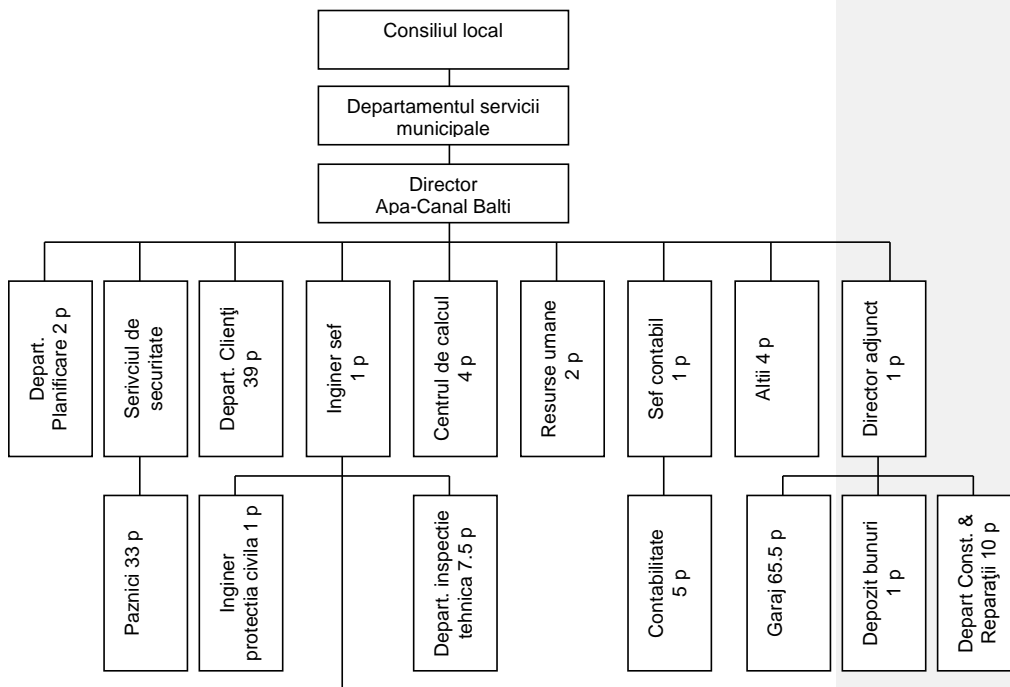 Consiliul local
Departamentul servicii
municipale
Director
Apa-Canal Balti
Depart.
Planificare 2 p
Serivciul de
securitate
Depart. Clienţi
39 p
Inginer sef
1 p
Centrul de calcul
4 p
Resurse umane
2 p
Sef contabil
1 p
Altii 4 p
Director adjunct
1 p
Paznici 33 p
Inginer
protectia civila 1 p
Depart. inspectie
tehnica 7.5 p
Contabilitate
5 p
Garaj 65.5 p
Depozit bunuri
1 p
Depart Const. &
Reparaţii 10 p